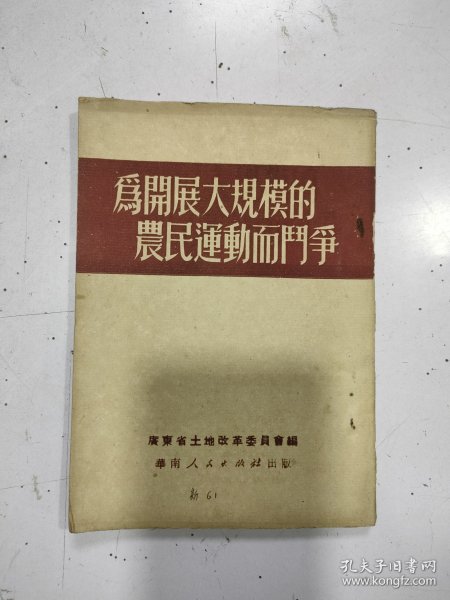 爲開展大規模的
農民運動而鬥爭
廣東省土地改革委員會編
華南人民出版社出版
新 61
孔夫子旧书网
www.kongfz.com